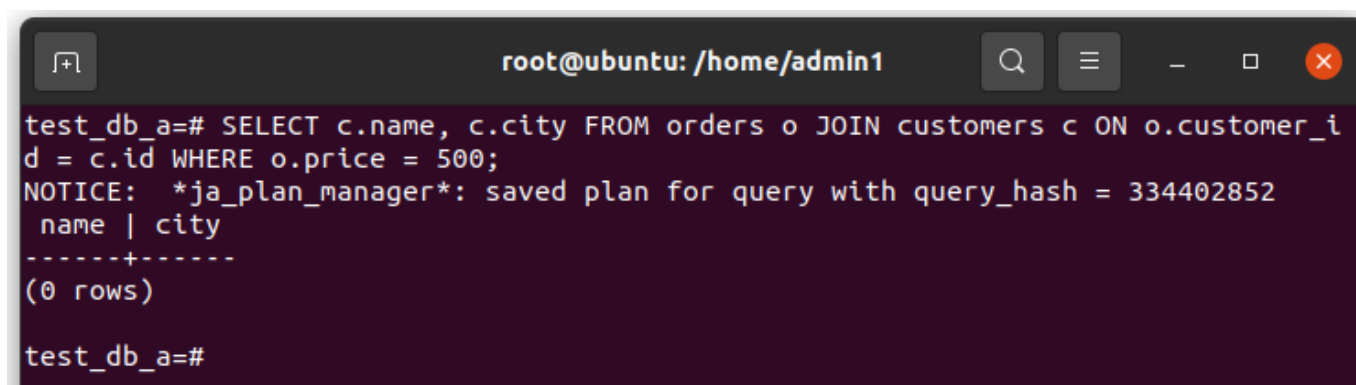 root@ubuntu: /home/admin1
test_db_a=# SELECT c.name, c.city FROM orders o JOIN customers c ON o.customer_i
d = c.id WHERE o.price = 500;
NOTICE:  *ja_plan_manager*: saved plan for query with query_hash = 334402852
 name | city
------+------
(0 rows)

test_db_a=#